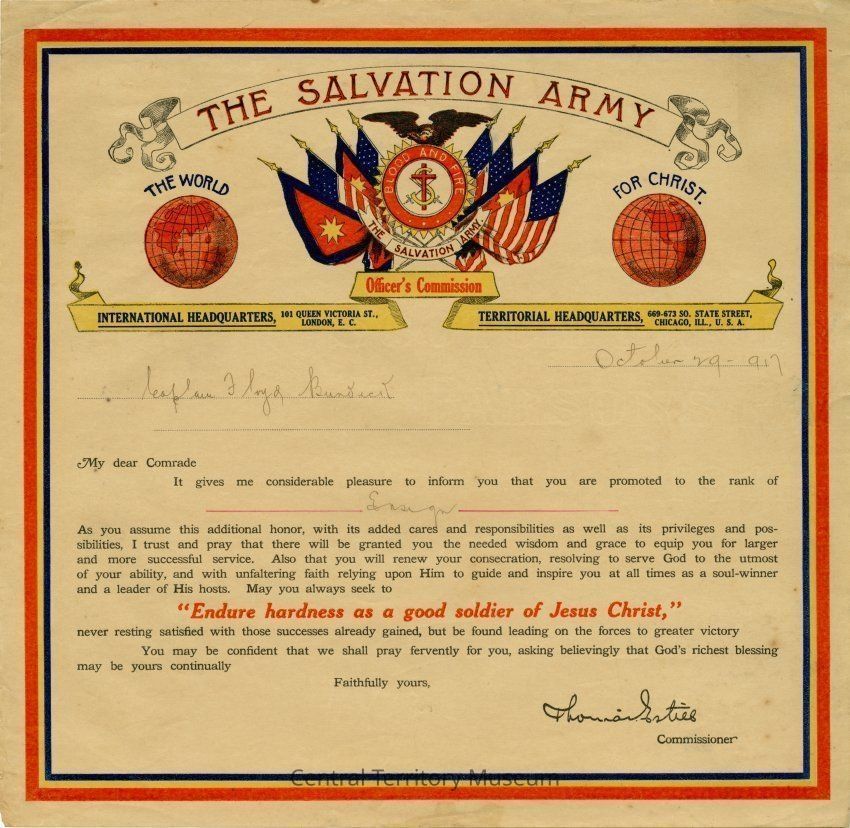 THE SALVATION ARMY
THE WORLD
FOR CHRIST.
BLOOD AND FIRE
S
THE SALVATION ARMY.
Officer's Commission
INTERNATIONAL HEADQUARTERS, 101 QUEEN VICTORIA ST., LONDON, E. C.
TERRITORIAL HEADQUARTERS, 669-673 SO. STATE STREET, CHICAGO, ILL., U. S. A.
October 29 - 917
Captain Floyd
My dear Comrade
It gives me considerable pleasure to inform you that you are promoted to the rank of
Ensign
As you assume this additional honor, with its added cares and responsibilities as well as its privileges and pos-
sibilities, I trust and pray that there will be granted you the needed wisdom and grace to equip you for larger
and more successful service. Also that you will renew your consecration, resolving to serve God to the utmost
of your ability, and with unfaltering faith relying upon Him to guide and inspire you at all times as a soul-winner
and a leader of His hosts. May you always seek to
"Endure hardness as a good soldier of Jesus Christ,"
never resting satisfied with those successes already gained, but be found leading on the forces to greater victory
You may be confident that we shall pray fervently for you, asking believingly that God's richest blessing
may be yours continually
Faithfully yours,
Thomas Estill
Commissioner
Central Territory Museum